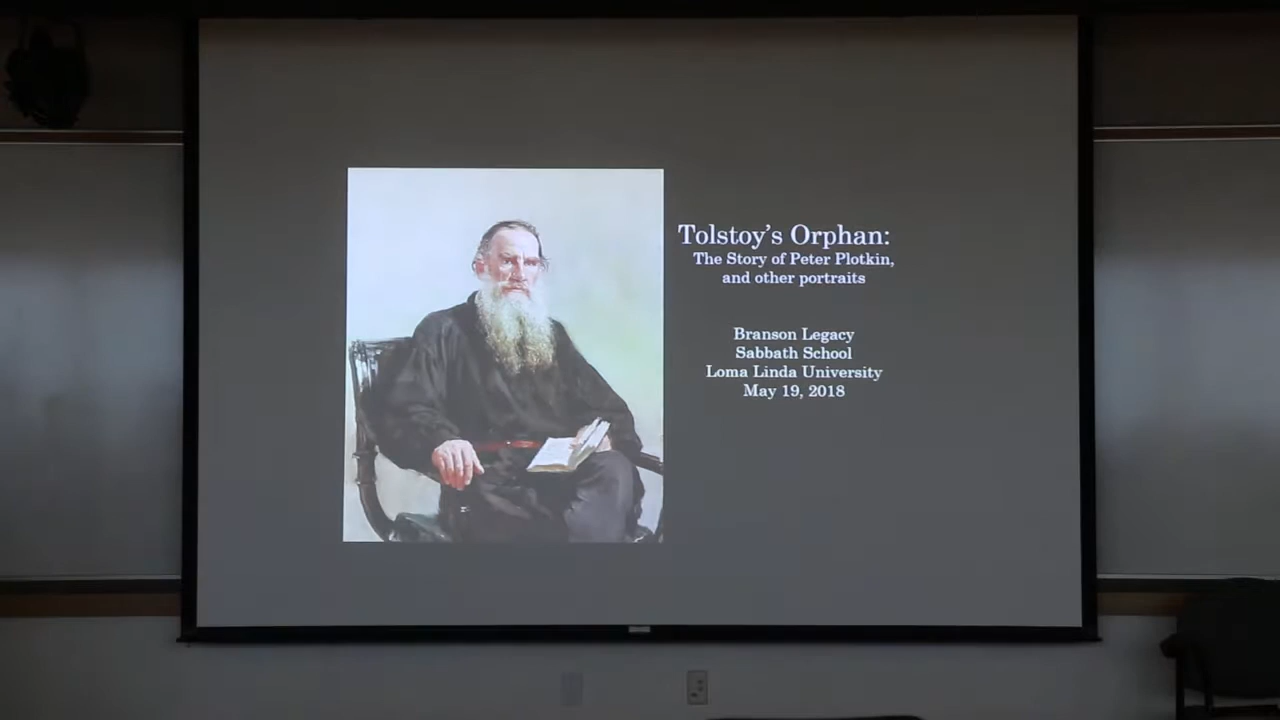 Tolstoy's Orphan:
The Story of Peter Plotkin,
and other portraits
Branson Legacy
Sabbath School
Loma Linda University
May 19, 2018